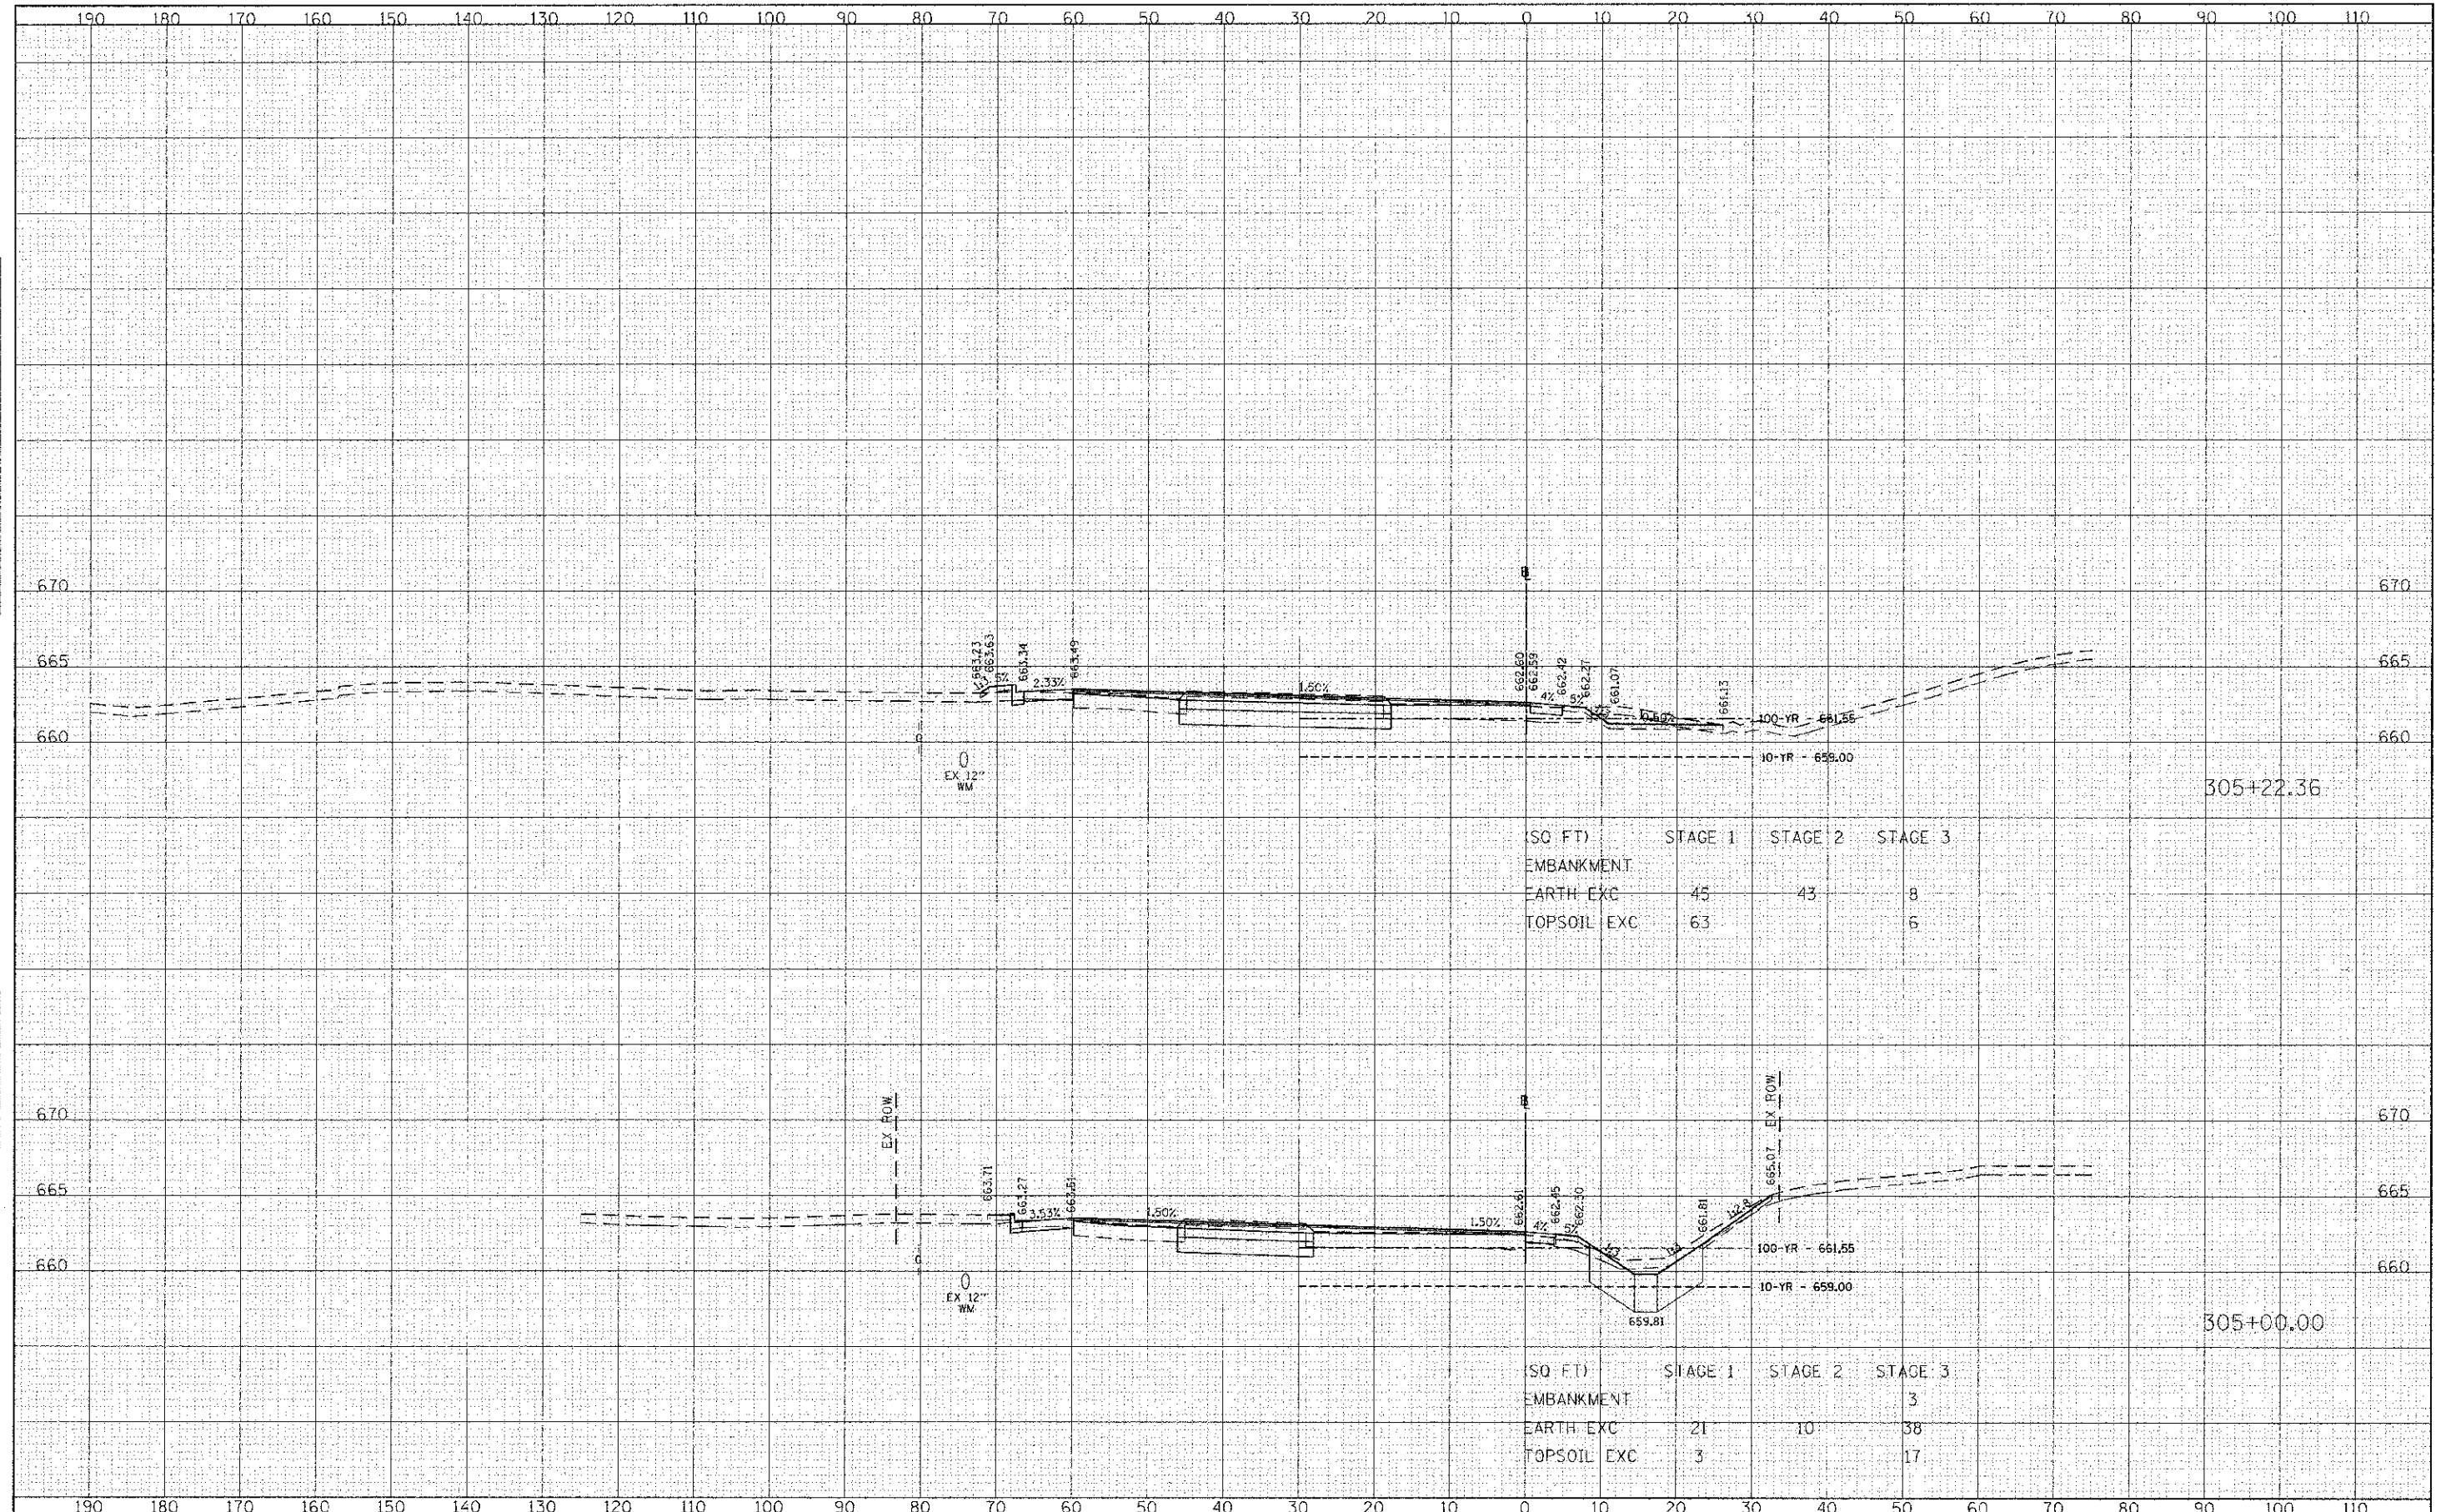 190 180 170 160 150 140 130 120 110 100 90 80 70 60 50 40 30 20 10 0 10 20 30 40 50 60 70 80 90 100 110
670 670
665 665
660 660
663.23
663.63
663.34
663.49
662.60
662.59
662.42
662.27
661.07
661.13
5%
2.33%
1.50%
4%
5%
0.60%
B
100-YR - 661.55
10-YR - 659.00
G
EX 12"
WM
305+22.36
(SQ FT) STAGE 1 STAGE 2 STAGE 3
EMBANKMENT
EARTH EXC 45 43 8
TOPSOIL EXC 63 6
670 670
665 665
660 660
EX ROW
663.71
663.27
663.51
662.61
662.45
662.30
661.81
665.07
EX ROW
3.53%
1.50%
1.50%
4%
5%
1:3
1:2.8
B
100-YR - 661.55
10-YR - 659.00
659.81
G
EX 12"
WM
305+00.00
(SQ FT) STAGE 1 STAGE 2 STAGE 3
EMBANKMENT 3
EARTH EXC 21 10 38
TOPSOIL EXC 3 17
190 180 170 160 150 140 130 120 110 100 90 80 70 60 50 40 30 20 10 0 10 20 30 40 50 60 70 80 90 100 110